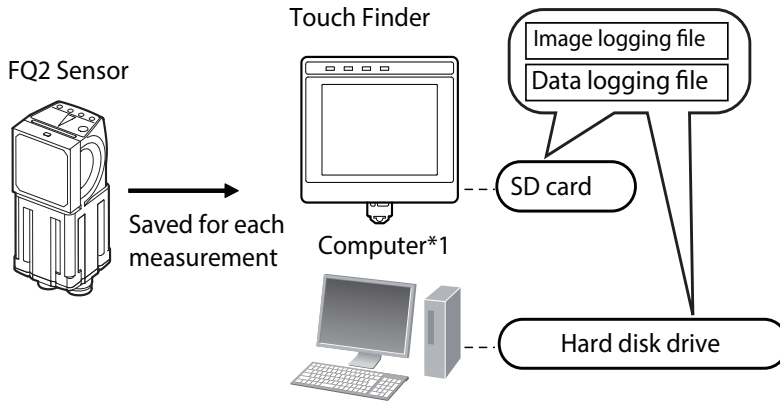 Touch Finder
Image logging file
Data logging file
FQ2 Sensor
SD card
Saved for each
measurement
Computer*1
Hard disk drive